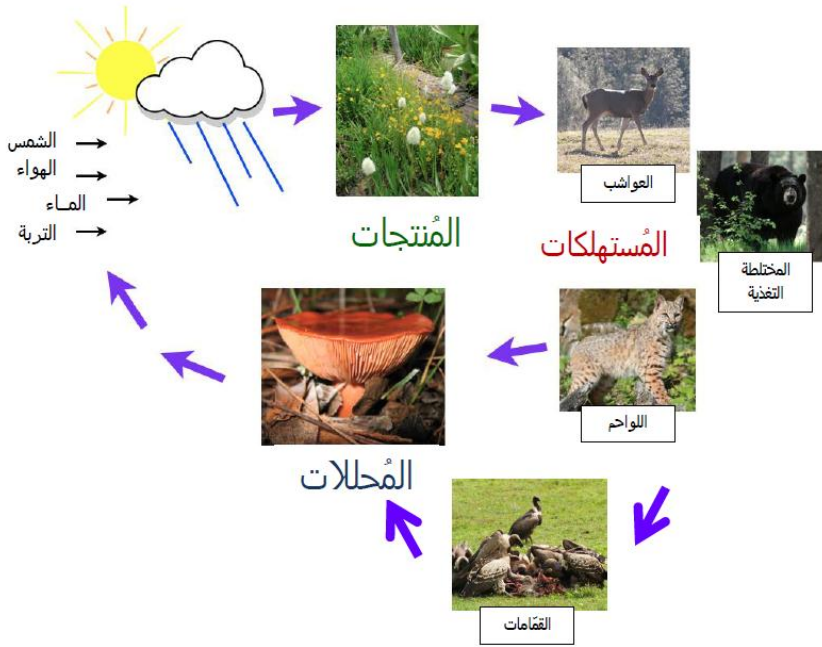 الشمس
الهواء
المـاء
التربة
المُنتجات
العواشب
المُستهلكات
المختلطة
التغذية
اللواحم
المُحللات
القمّامات